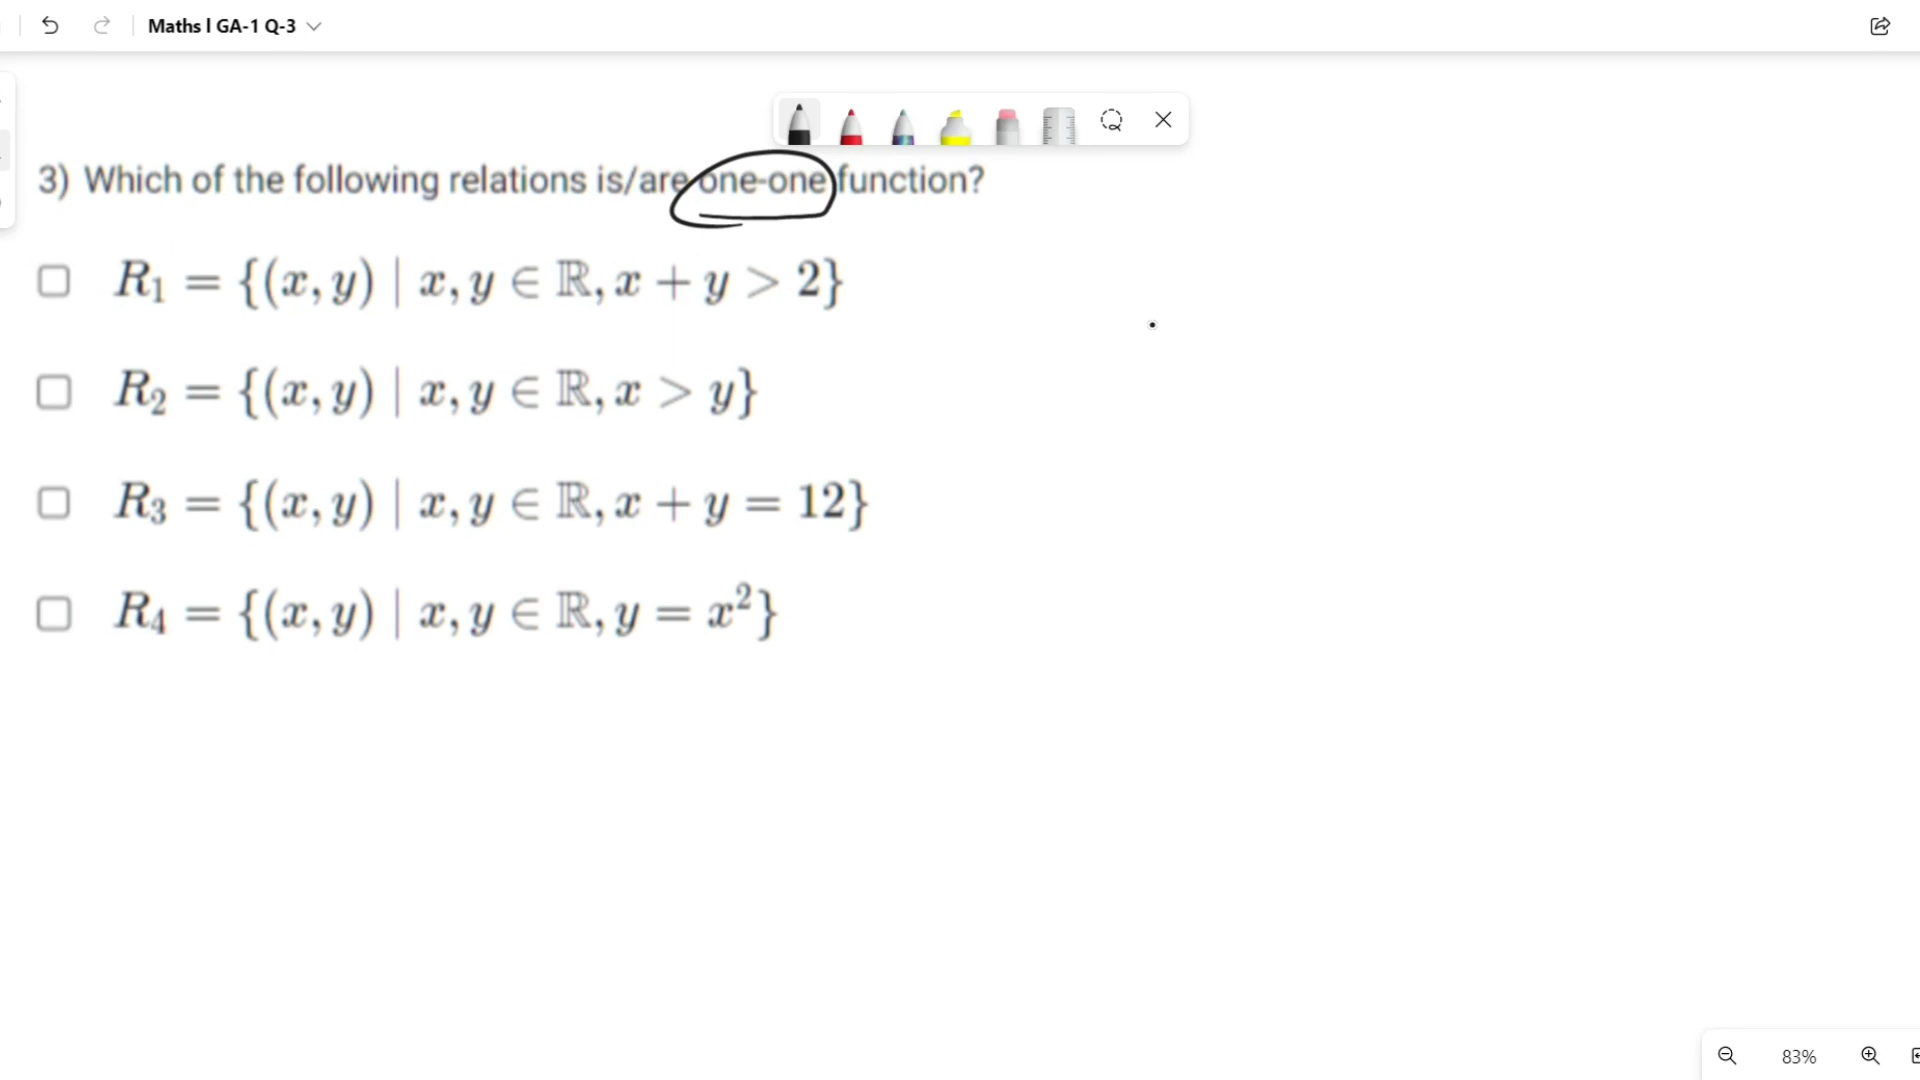 Maths I GA-1 Q-3
3) Which of the following relations is/are one-one function?
R₁ = {(x, y) | x, y ∈ ℝ, x + y > 2}
R₂ = {(x, y) | x, y ∈ ℝ, x > y}
R₃ = {(x, y) | x, y ∈ ℝ, x + y = 12}
R₄ = {(x, y) | x, y ∈ ℝ, y = x²}
83%